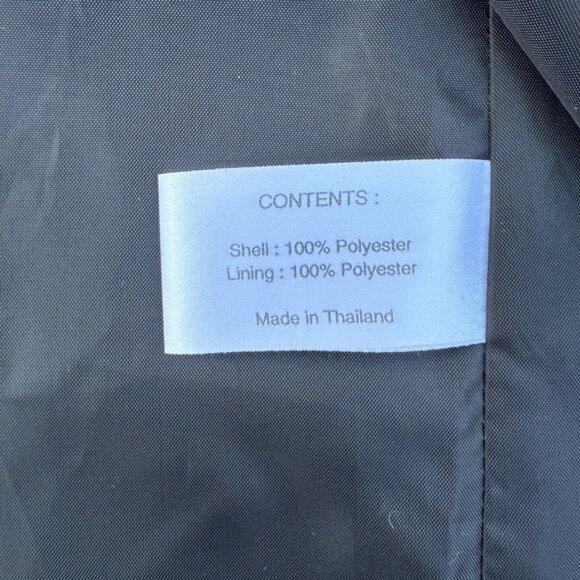 CONTENTS :
Shell : 100% Polyester
Lining : 100% Polyester
Made in Thailand